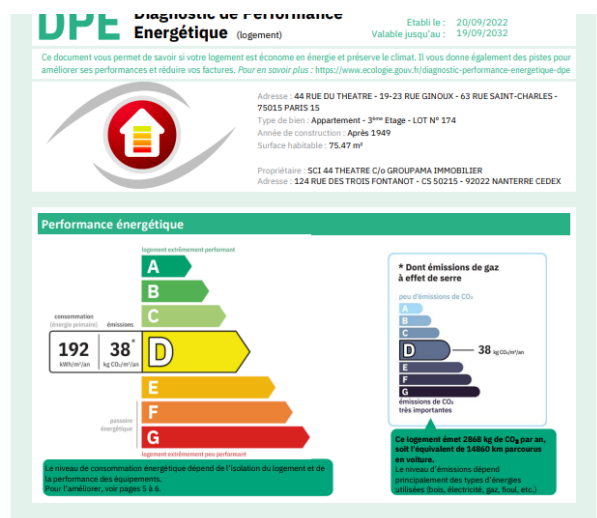 DPE
Diagnostic de Performance
Energétique (logement)
Etabli le : 20/09/2022
Valable jusqu'au : 19/09/2032
Ce document vous permet de savoir si votre logement est économe en énergie et préserve le climat. Il vous donne également des pistes pour
améliorer ses performances et réduire vos factures. Pour en savoir plus : https://www.ecologie.gouv.fr/diagnostic-performance-energetique-dpe
Adresse : 44 RUE DU THEATRE - 19-23 RUE GINOUX - 63 RUE SAINT-CHARLES -
75015 PARIS 15
Type de bien : Appartement - 3ème Etage - LOT N° 174
Année de construction : Après 1949
Surface habitable : 75.47 m²
Propriétaire : SCI 44 THEATRE C/o GROUPAMA IMMOBILIER
Adresse : 124 RUE DES TROIS FONTANOT - CS 50215 - 92022 NANTERRE CEDEX
Performance énergétique
logement extrêmement performant
A
B
C
consommation
(énergie primaire)
émissions
192
kWh/m²/an
38*
kg CO₂/m²/an
D
E
F
G
passoire
énergétique
logement extrêmement peu performant
Le niveau de consommation énergétique dépend de l'isolation du logement et de
la performance des équipements.
Pour l'améliorer, voir pages 5 à 6.
* Dont émissions de gaz
à effet de serre
peu d'émissions de CO₂
A
B
C
D
38 kg CO₂/m²/an
E
F
G
émissions de CO₂
très importantes
Ce logement émet 2868 kg de CO₂ par an,
soit l'équivalent de 14860 km parcourus
en voiture.
Le niveau d'émissions dépend
principalement des types d'énergies
utilisées (bois, électricité, gaz, fioul, etc.)